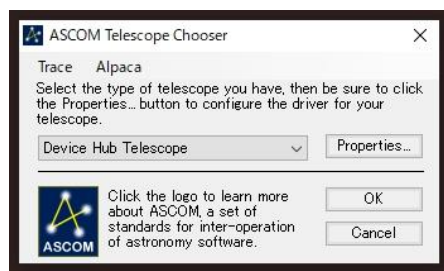 ASCOM Telescope Chooser
Trace Alpaca
Select the type of telescope you have, then be sure to click
the Properties... button to configure the driver for your
telescope.
Device Hub Telescope
Properties...
Click the logo to learn more
about ASCOM, a set of
standards for inter-operation
of astronomy software.
ASCOM
OK
Cancel